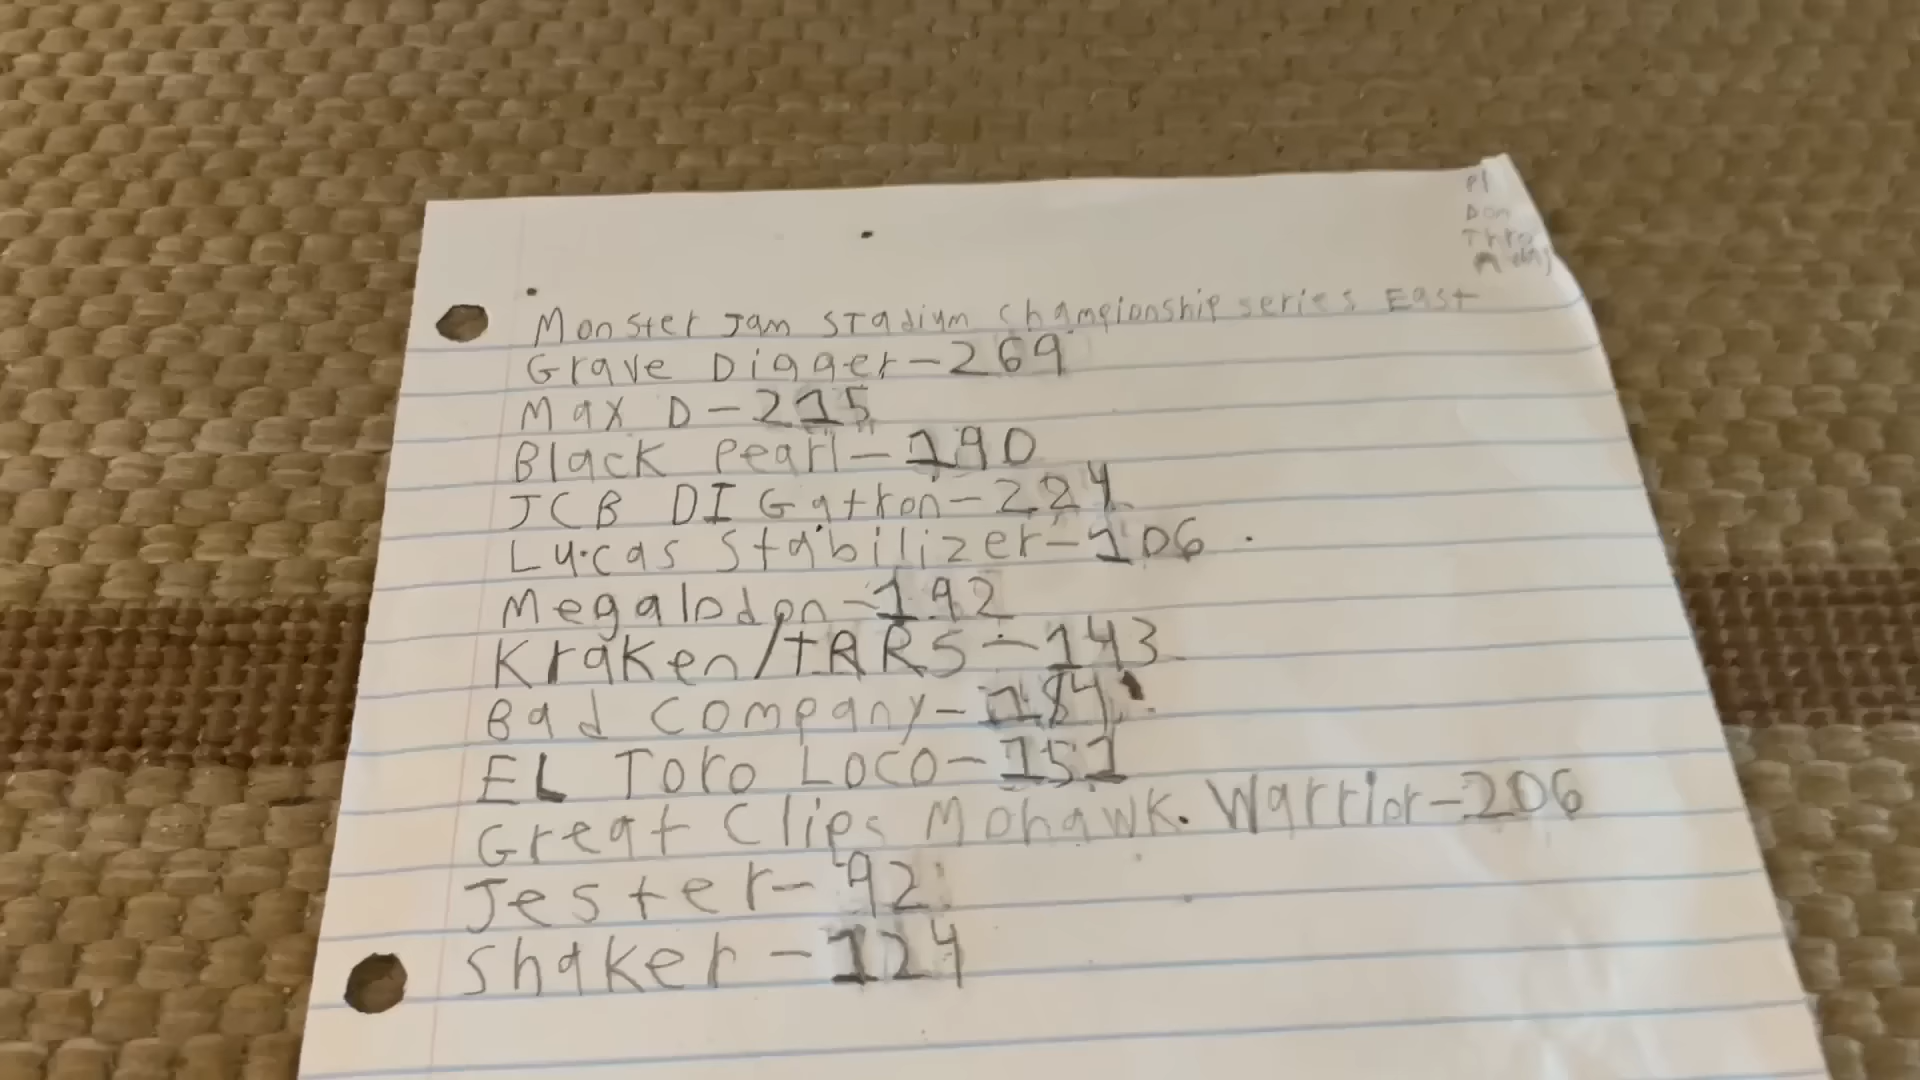 Monster Jam Stadium Championship series East
Grave Digger-269
Max D-215
Black Pearl-190
JCB DIGatron-224
Lucas Stabilizer-106
Megalodon-192
Kraken/TARS-143
Bad Company-184
EL Toro Loco-151
Great Clips Mohawk Warrior-206
Jester-92
Shaker-124